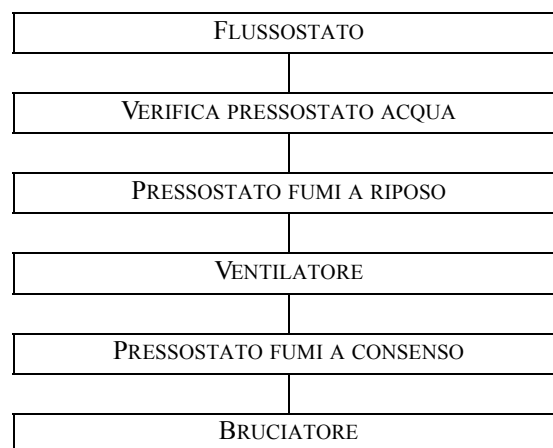 FLUSSOSTATO
VERIFICA PRESSOSTATO ACQUA
PRESSOSTATO FUMI A RIPOSO
VENTILATORE
PRESSOSTATO FUMI A CONSENSO
BRUCIATORE